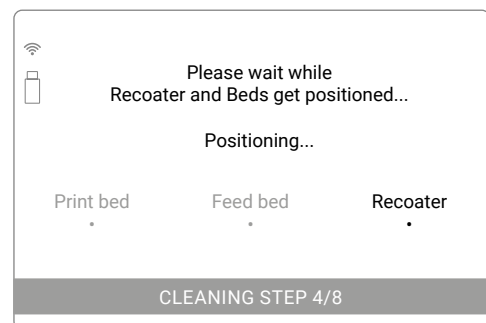 Please wait while
Recoater and Beds get positioned...
Positioning...
Print bed Feed bed Recoater
CLEANING STEP 4/8